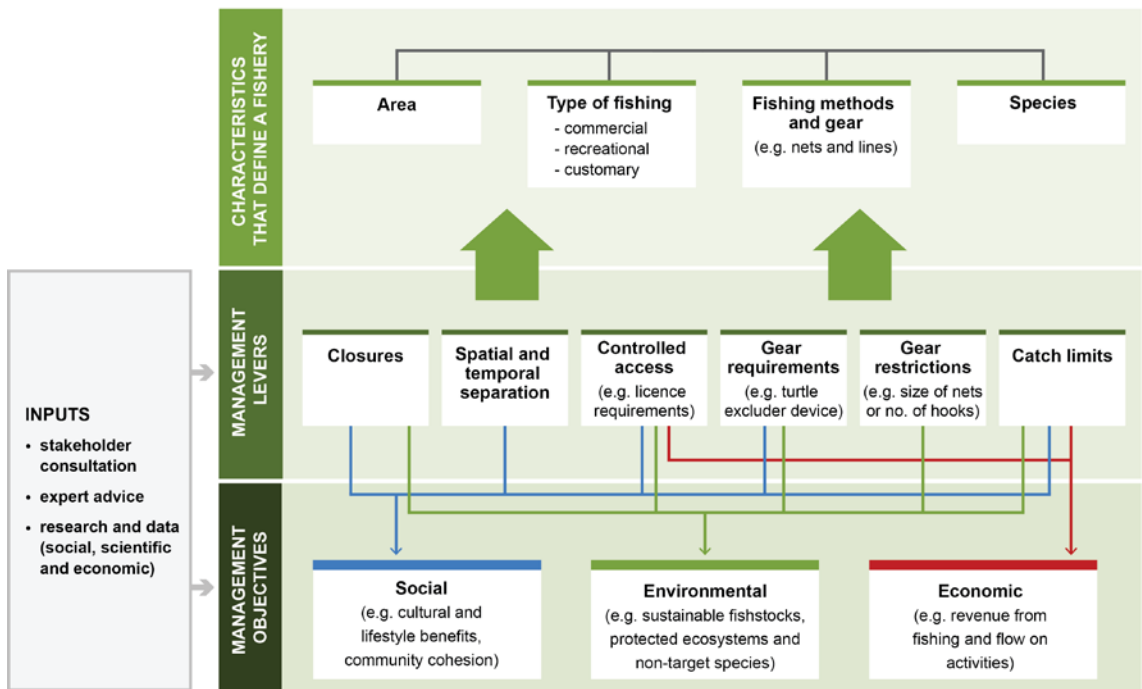 CHARACTERISTICS
THAT DEFINE A FISHERY
Area
Type of fishing
- commercial
- recreational
- customary
Fishing methods
and gear
(e.g. nets and lines)
Species
MANAGEMENT
LEVERS
Closures
Spatial and
temporal
separation
Controlled
access
(e.g. licence
requirements)
Gear
requirements
(e.g. turtle
excluder device)
Gear
restrictions
(e.g. size of nets
or no. of hooks)
Catch limits
INPUTS
• stakeholder
consultation
• expert advice
• research and data
(social, scientific
and economic)
MANAGEMENT
OBJECTIVES
Social
(e.g. cultural and
lifestyle benefits,
community cohesion)
Environmental
(e.g. sustainable fishstocks,
protected ecosystems and
non-target species)
Economic
(e.g. revenue from
fishing and flow on
activities)